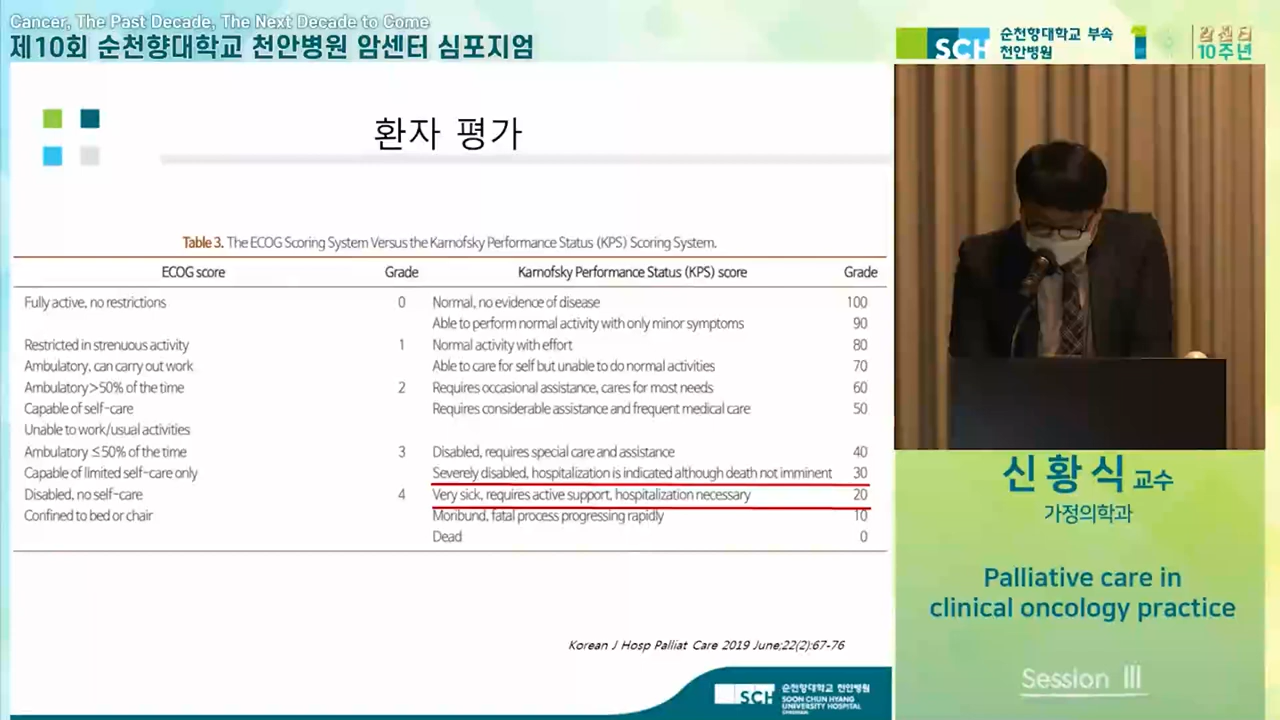 Cancer, The Past Decade, The Next Decade to Come
제10회 순천향대학교 천안병원 암센터 심포지엄
SCH 순천향대학교 부속
천안병원
암센터
10주년
환자 평가
Table 3. The ECOG Scoring System Versus the Karnofsky Performance Status (KPS) Scoring System.
ECOG score Grade Karnofsky Performance Status (KPS) score Grade
Fully active, no restrictions 0 Normal, no evidence of disease 100
Able to perform normal activity with only minor symptoms 90
Restricted in strenuous activity 1 Normal activity with effort 80
Ambulatory, can carry out work Able to care for self but unable to do normal activities 70
Ambulatory>50% of the time 2 Requires occasional assistance, cares for most needs 60
Capable of self-care Requires considerable assistance and frequent medical care 50
Unable to work/usual activities
Ambulatory ≤50% of the time 3 Disabled, requires special care and assistance 40
Capable of limited self-care only Severely disabled, hospitalization is indicated although death not imminent 30
Disabled, no self-care 4 Very sick, requires active support, hospitalization necessary 20
Confined to bed or chair Moribund, fatal process progressing rapidly 10
Dead 0
Korean J Hosp Palliat Care 2019 June;22(2):67-76
SCH 순천향대학교 천안병원
SOON CHUN HYANG
UNIVERSITY HOSPITAL
CHEONAN
신황식 교수
가정의학과
Palliative care in
clinical oncology practice
Session III